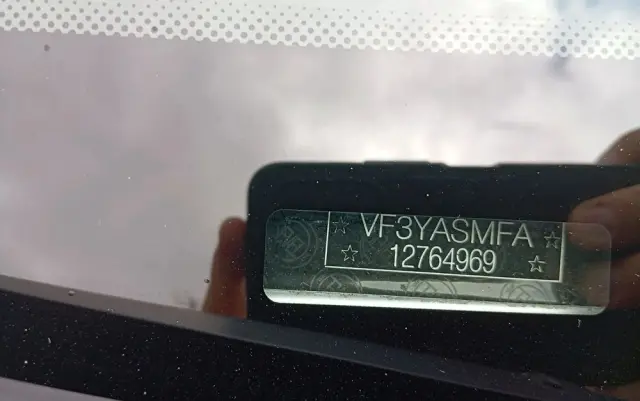 ☆ VF3YASMFA ☆
☆ 12764969 ☆